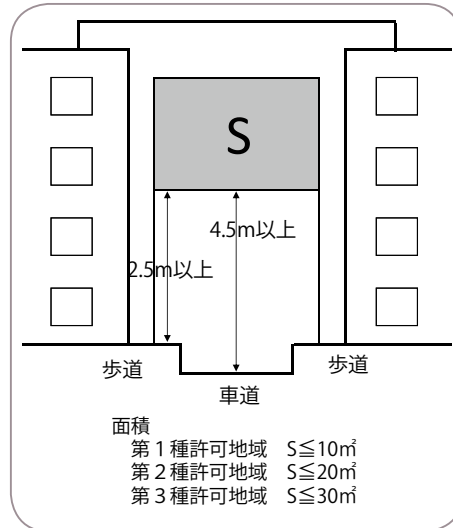 S
4.5m以上
2.5m以上
歩道
歩道
車道
面積
第1種許可地域 S≦10㎡
第2種許可地域 S≦20㎡
第3種許可地域 S≦30㎡